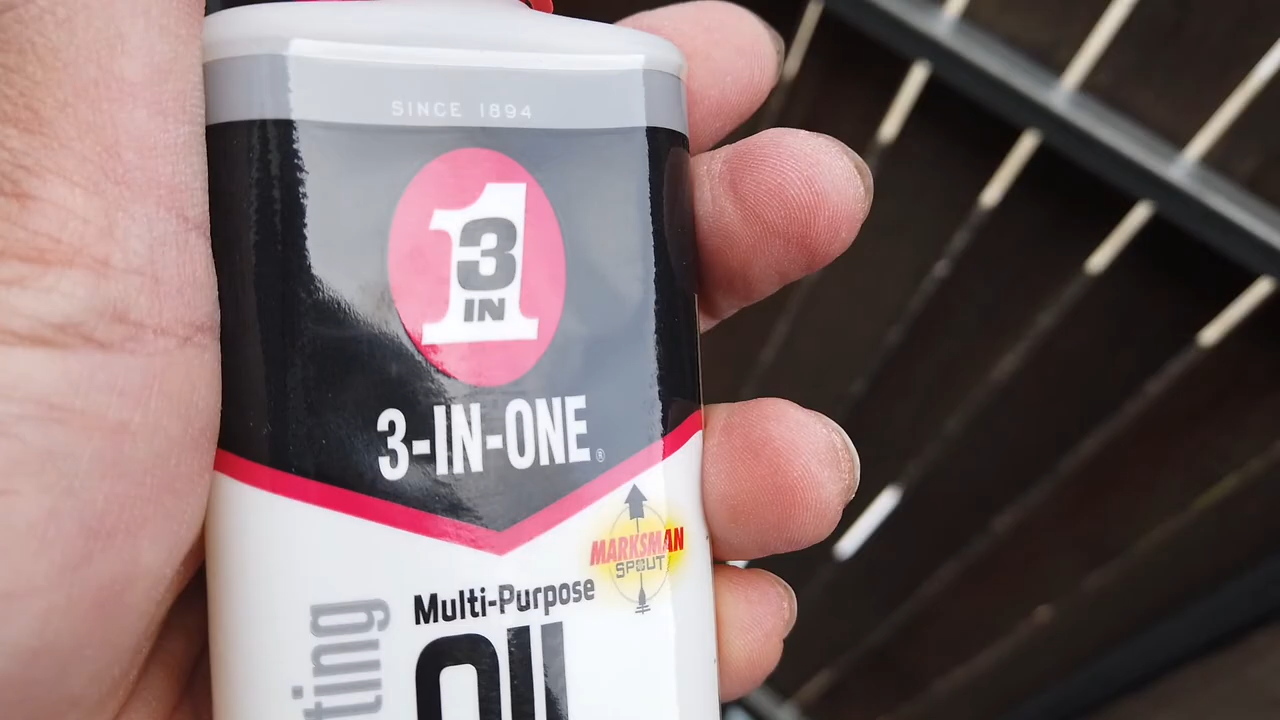 SINCE 1894
3
IN
1
3-IN-ONE®
MARKSMAN
SPOUT
Multi-Purpose
OIL